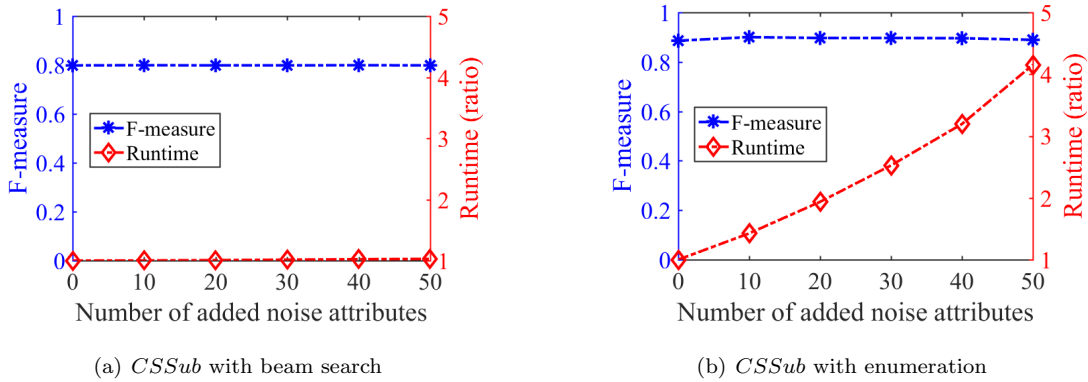 1
0.8
0.6
0.4
0.2
0
F-measure
5
4
3
2
1
Runtime (ratio)
F-measure
Runtime
0 10 20 30 40 50
Number of added noise attributes
(a) CSSub with beam search
1
0.8
0.6
0.4
0.2
0
F-measure
5
4
3
2
1
Runtime (ratio)
F-measure
Runtime
0 10 20 30 40 50
Number of added noise attributes
(b) CSSub with enumeration